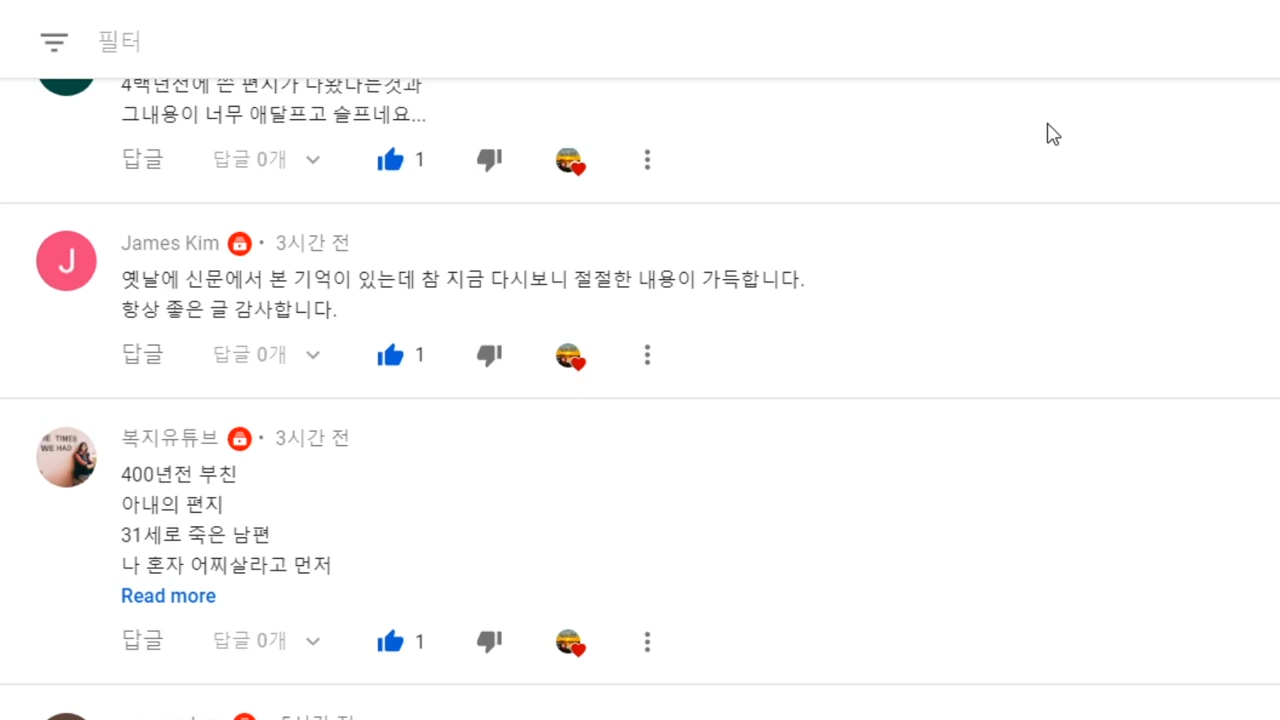 필터
4백년전에 쓴 편지가 나왔다는것과
그내용이 너무 애달프고 슬프네요...
답글 답글 0개 1
J James Kim • 3시간 전
옛날에 신문에서 본 기억이 있는데 참 지금 다시보니 절절한 내용이 가득합니다.
항상 좋은 글 감사합니다.
답글 답글 0개 1
복지유튜브 • 3시간 전
WE HAD
400년전 부친
아내의 편지
31세로 죽은 남편
나 혼자 어찌살라고 먼저
Read more
답글 답글 0개 1
5시간 전